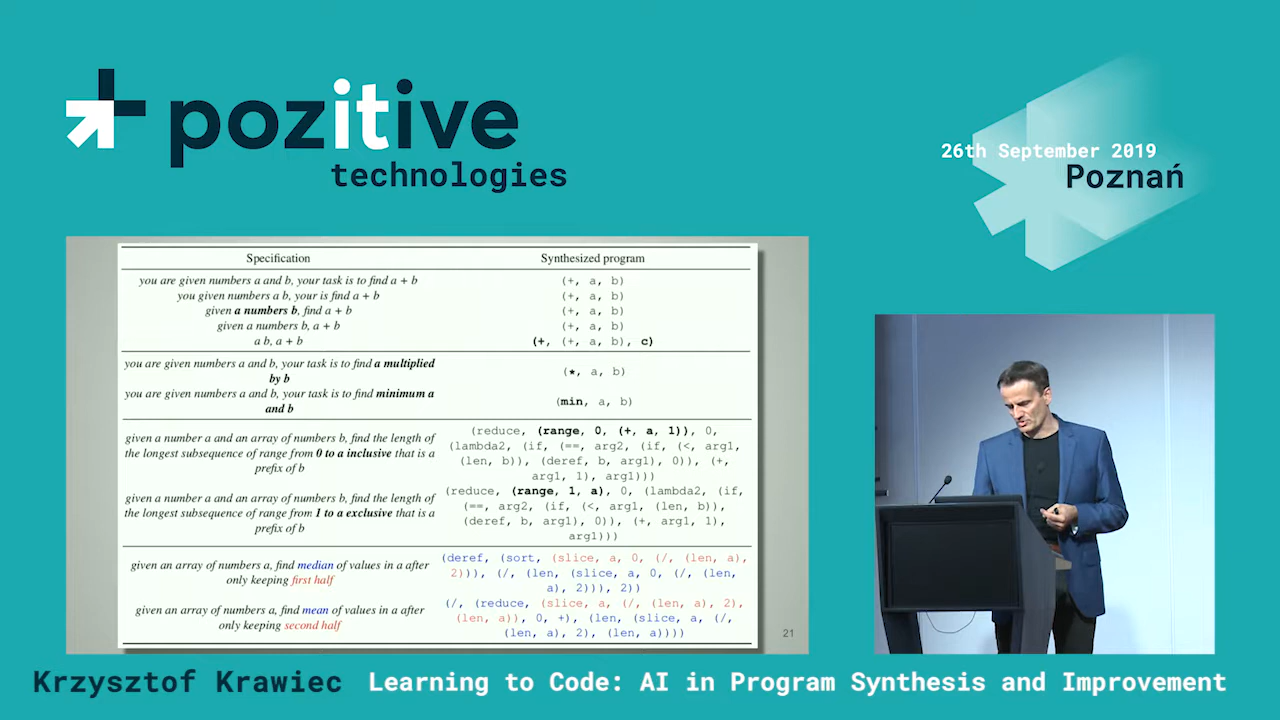 pozitive
technologies
26th September 2019
Poznań
Specification Synthesized program
you are given numbers a and b, your task is to find a + b (+, a, b)
you given numbers a b, your is find a + b (+, a, b)
given a numbers b, find a + b (+, a, b)
given a numbers b, a + b (+, a, b)
a b, a + b (+, (+, a, b), c)
you are given numbers a and b, your task is to find a multiplied
by b
(*, a, b)
you are given numbers a and b, your task is to find minimum a
and b
(min, a, b)
given a number a and an array of numbers b, find the length of
the longest subsequence of range from 0 to a inclusive that is a
prefix of b
(reduce, (range, 0, (+, a, 1)), 0,
(lambda2, (if, (==, arg2, (if, (<, arg1,
(len, b)), (deref, b, arg1), 0)), (+,
arg1, 1), arg1)))
given a number a and an array of numbers b, find the length of
the longest subsequence of range from 1 to a exclusive that is a
prefix of b
(reduce, (range, 1, a), 0, (lambda2, (if,
(==, arg2, (if, (<, arg1, (len, b)),
(deref, b, arg1), 0)), (+, arg1, 1),
arg1)))
given an array of numbers a, find median of values in a after
only keeping first half
(deref, (sort, (slice, a, 0, (/, (len, a),
2))), (/, (len, (slice, a, 0, (/, (len,
a), 2))), 2))
given an array of numbers a, find mean of values in a after
only keeping second half
(/, (reduce, (slice, a, (/, (len, a), 2),
(len, a)), 0, +), (len, (slice, a, (/,
(len, a), 2), (len, a))))
21
Krzysztof Krawiec Learning to Code: AI in Program Synthesis and Improvement